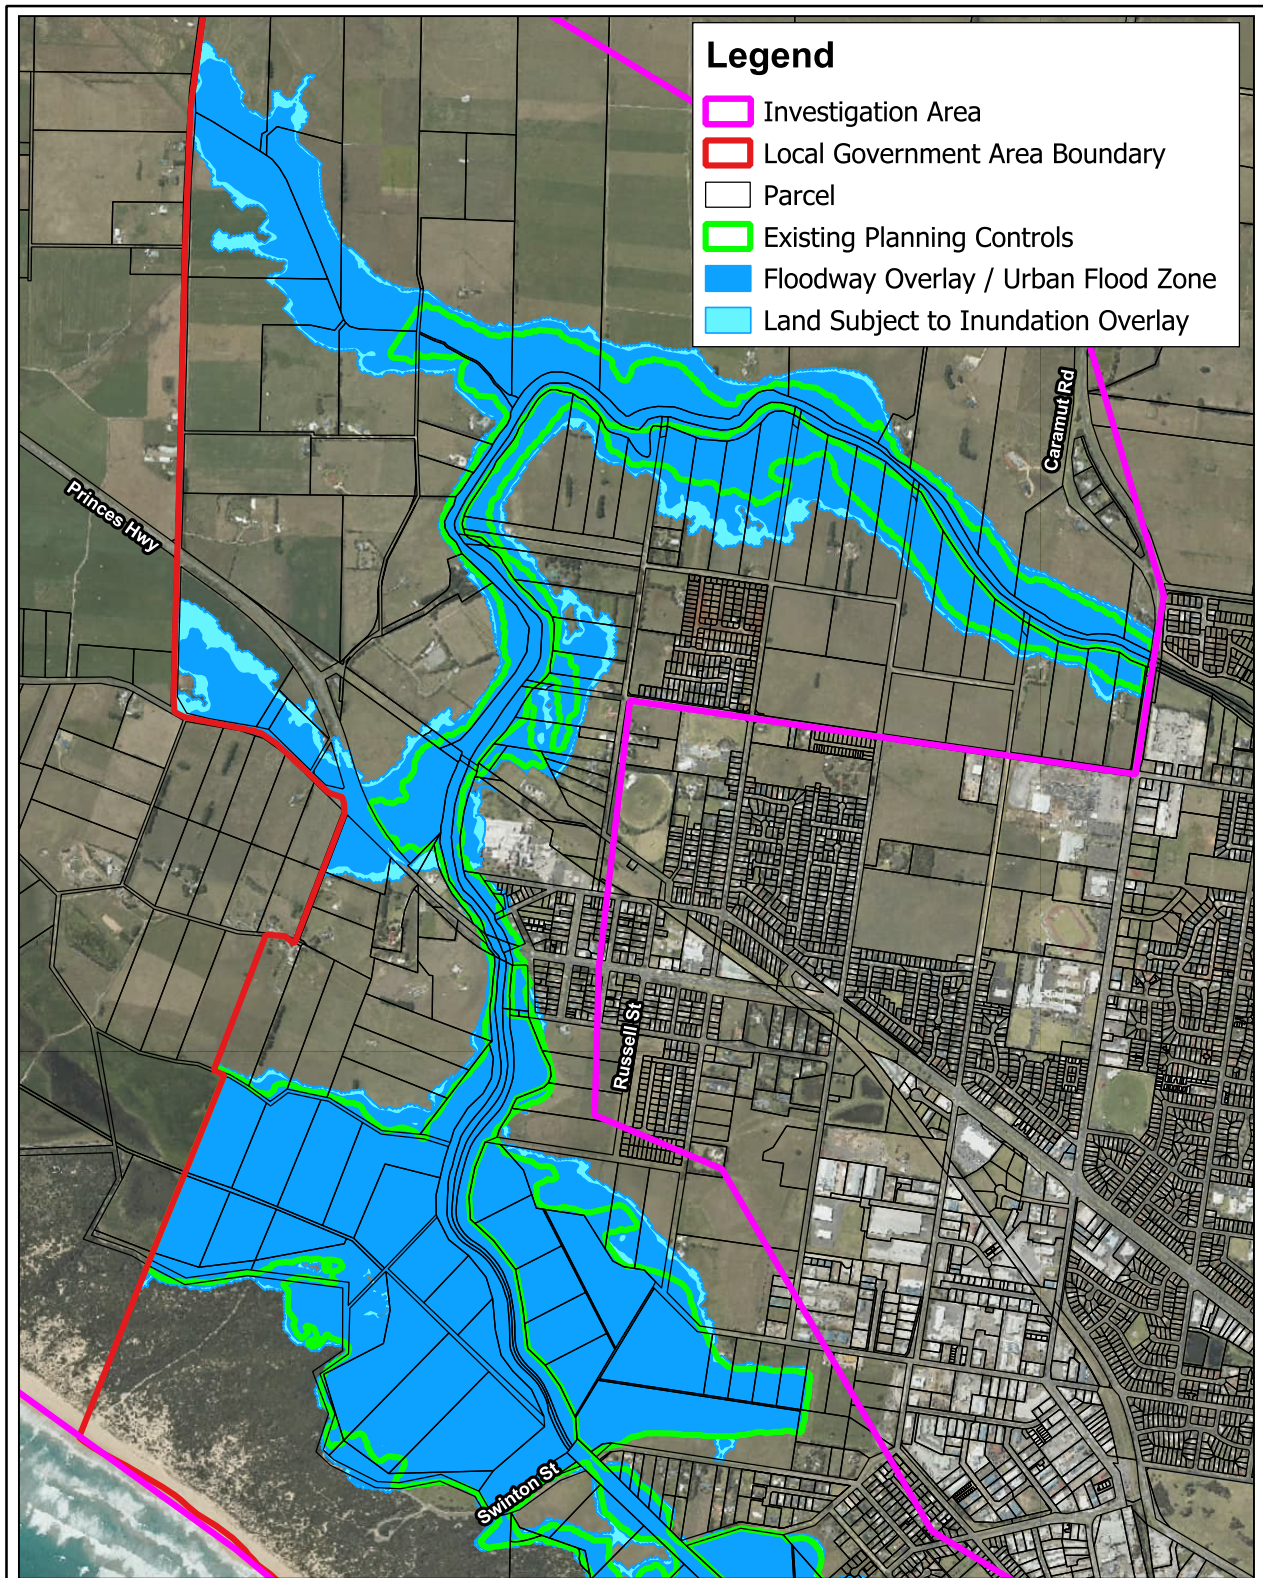 Legend
Investigation Area
Local Government Area Boundary
Parcel
Existing Planning Controls
Floodway Overlay / Urban Flood Zone
Land Subject to Inundation Overlay
Caramut Rd
Princes Hwy
Russell St
Swinton St